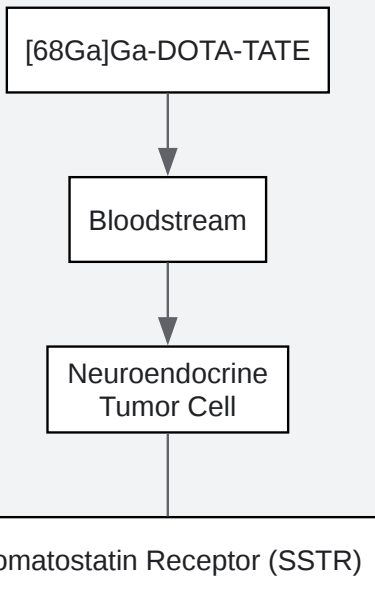 [68Ga]Ga-DOTA-TATE
Bloodstream
Neuroendocrine
Tumor Cell
omatostatin Receptor (SSTR)